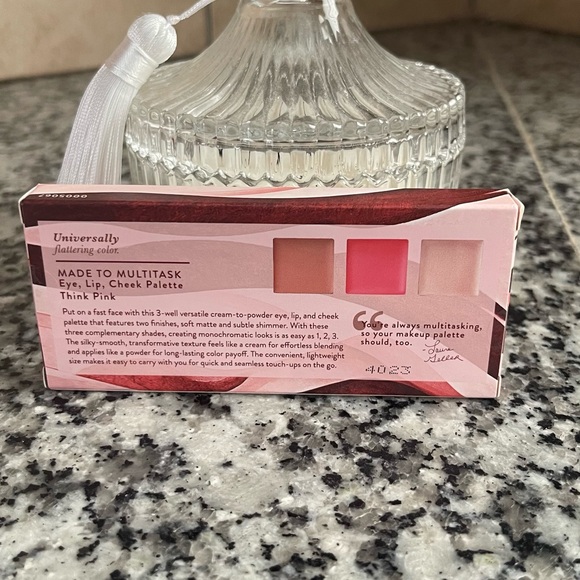 0005062
Universally
flattering color.
MADE TO MULTITASK
Eye, Lip, Cheek Palette
Think Pink
Put on a fast face with this 3-well versatile cream-to-powder eye, lip, and cheek
palette that features two finishes, soft matte and subtle shimmer. With these
three complementary shades, creating monochromatic looks is as easy as 1, 2, 3.
The silky-smooth, transformative texture feels like a cream for effortless blending
and applies like a powder for long-lasting color payoff. The convenient, lightweight
size makes it easy to carry with you for quick and seamless touch-ups on the go.
“You're always multitasking,
so your makeup palette
should, too.
Laura
Geller
4023